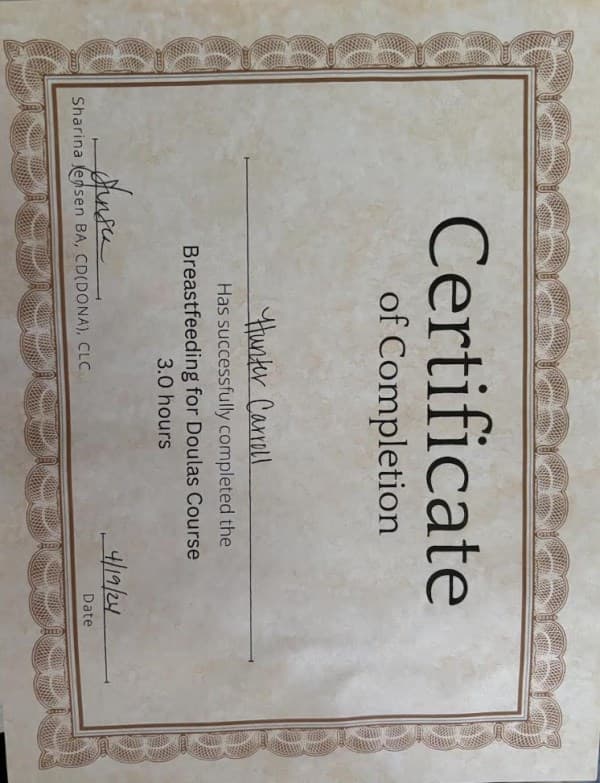 Certificate
of Completion
Hunter Carroll
Has successfully completed the
Breastfeeding for Doulas Course
3.0 hours
4/19/24
Sharina Jensen BA, CD(DONA), CLC
Date